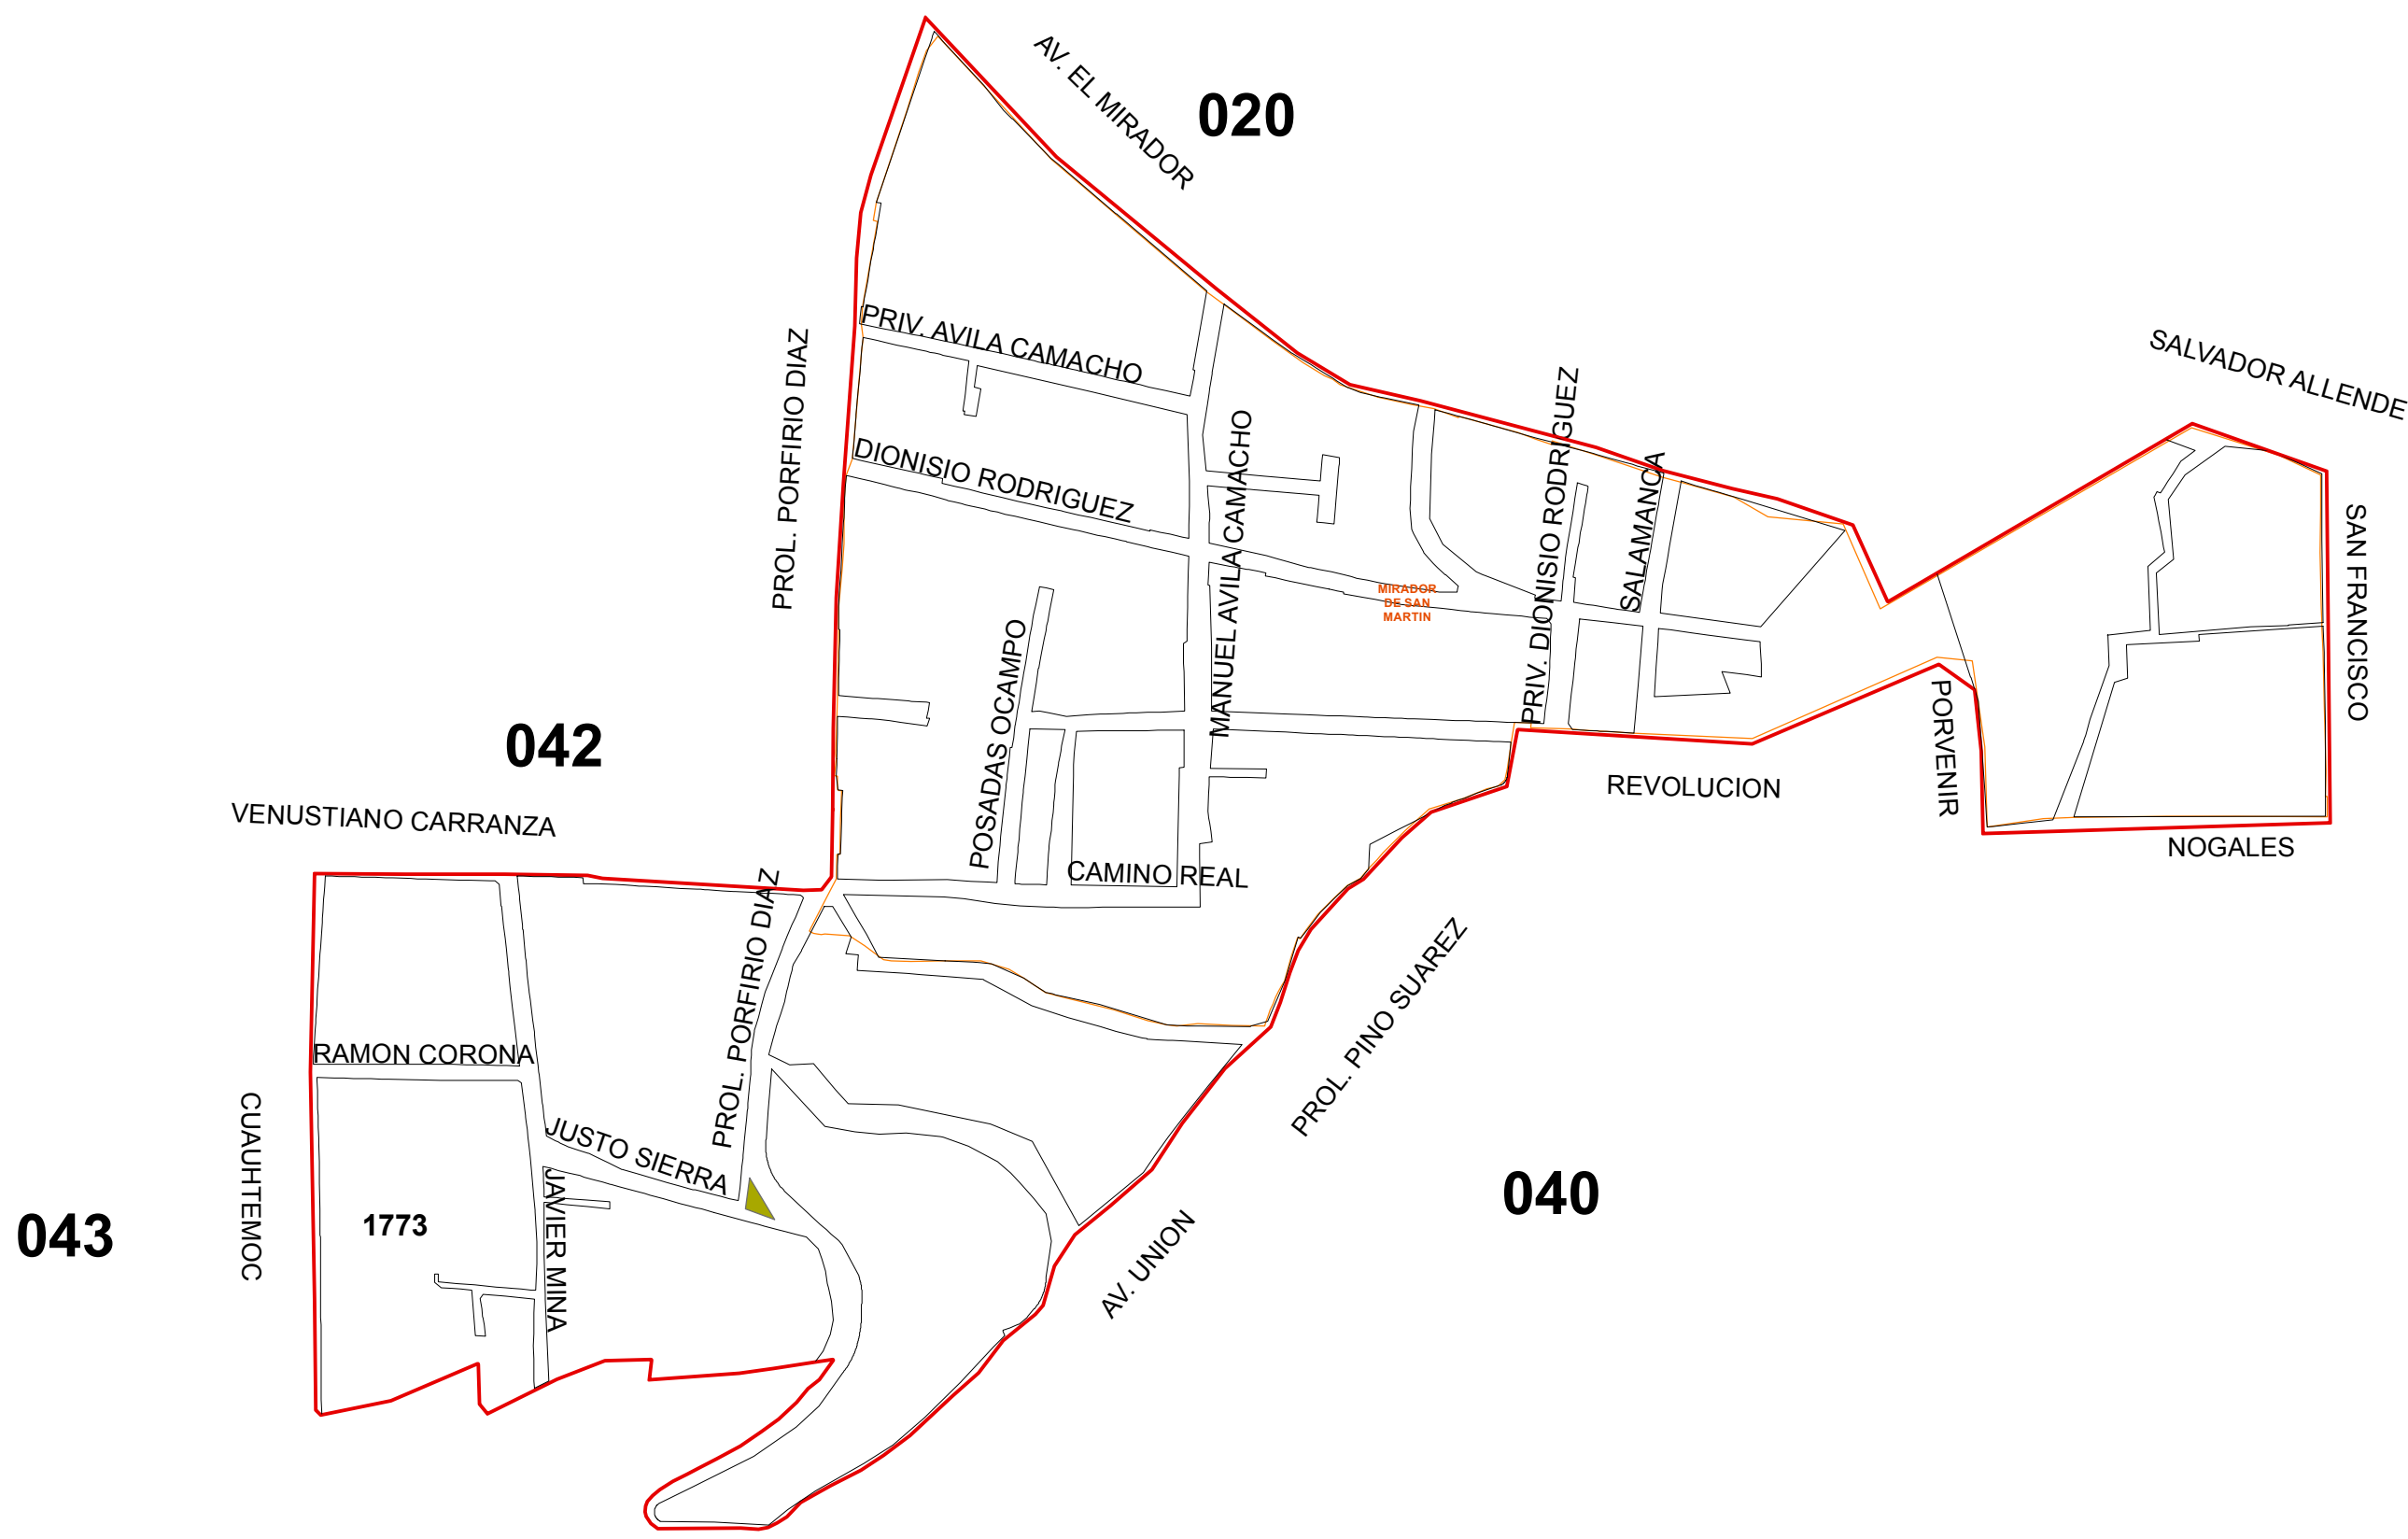 AV. EL MIRADOR
020
PRIV. AVILA CAMACHO
PROL. PORFIRIO DIAZ
SALVADOR ALLENDE
DIONISIO RODRIGUEZ
MANUEL AVILA CAMACHO
PRIV. DIONISIO RODRIGUEZ
SALAMANCA
SAN FRANCISCO
MIRADOR
DE SAN
MARTIN
POSADAS OCAMPO
042
PORVENIR
REVOLUCION
VENUSTIANO CARRANZA
NOGALES
CAMINO REAL
PROL. PORFIRIO DIAZ
PROL. PINO SUAREZ
RAMON CORONA
CUAUHTEMOC
JUSTO SIERRA
040
043
1773
JAVIER MINA
AV. UNION